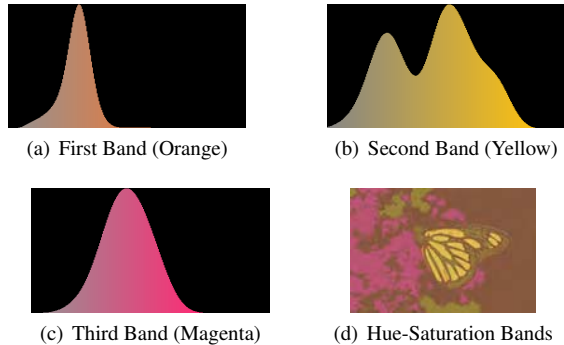 (a) First Band (Orange)
(b) Second Band (Yellow)
(c) Third Band (Magenta)
(d) Hue-Saturation Bands